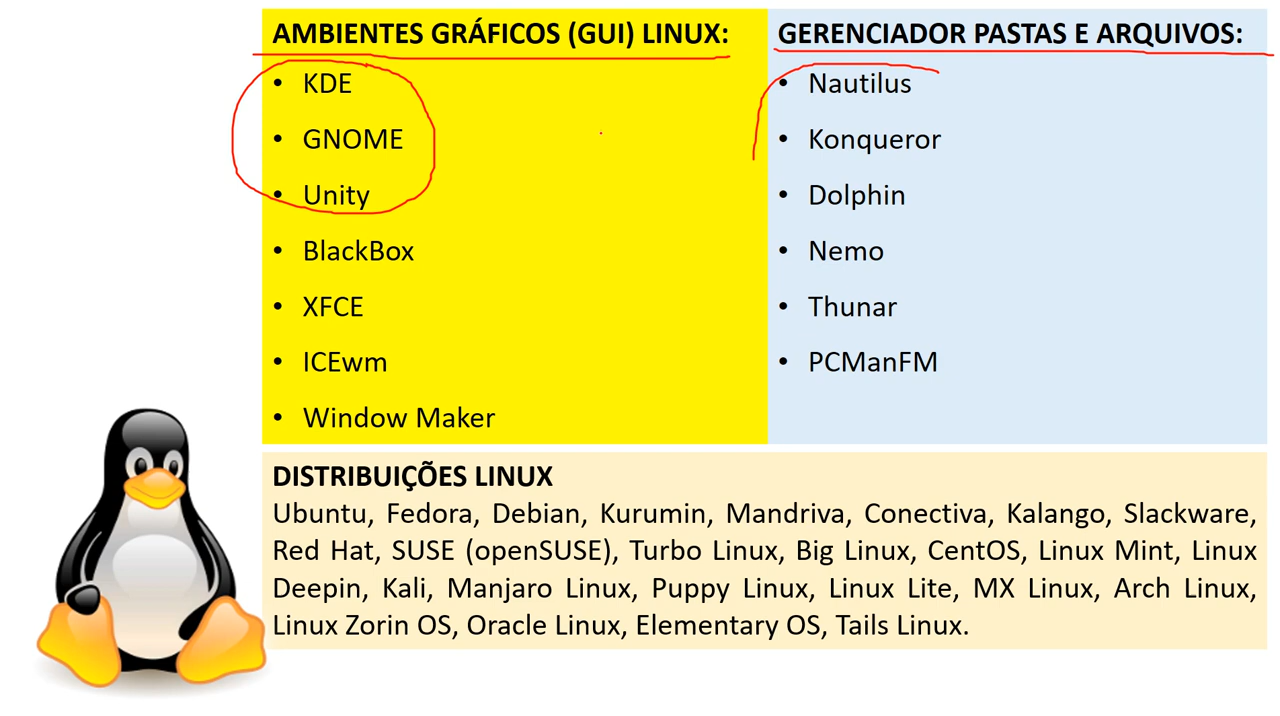 AMBIENTES GRÁFICOS (GUI) LINUX:
• KDE
• GNOME
• Unity
• BlackBox
• XFCE
• ICEwm
• Window Maker
GERENCIADOR PASTAS E ARQUIVOS:
• Nautilus
• Konqueror
• Dolphin
• Nemo
• Thunar
• PCManFM
DISTRIBUIÇÕES LINUX
Ubuntu, Fedora, Debian, Kurumin, Mandriva, Conectiva, Kalango, Slackware,
Red Hat, SUSE (openSUSE), Turbo Linux, Big Linux, CentOS, Linux Mint, Linux
Deepin, Kali, Manjaro Linux, Puppy Linux, Linux Lite, MX Linux, Arch Linux,
Linux Zorin OS, Oracle Linux, Elementary OS, Tails Linux.